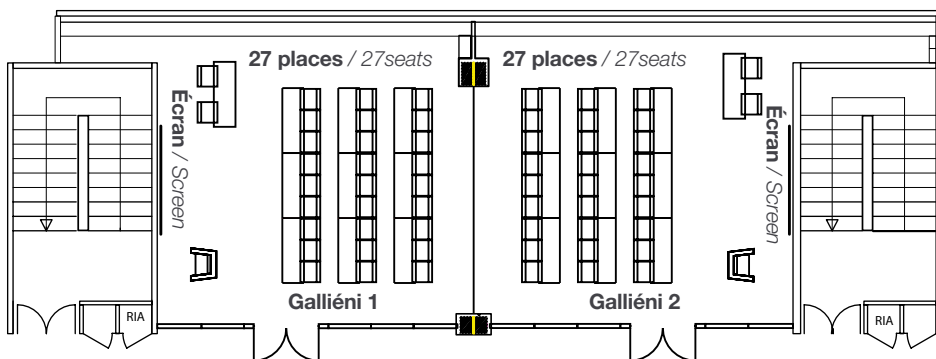 27 places / 27seats
27 places / 27seats
Écran / Screen
Écran / Screen
Galliéni 1
Galliéni 2
RIA
RIA